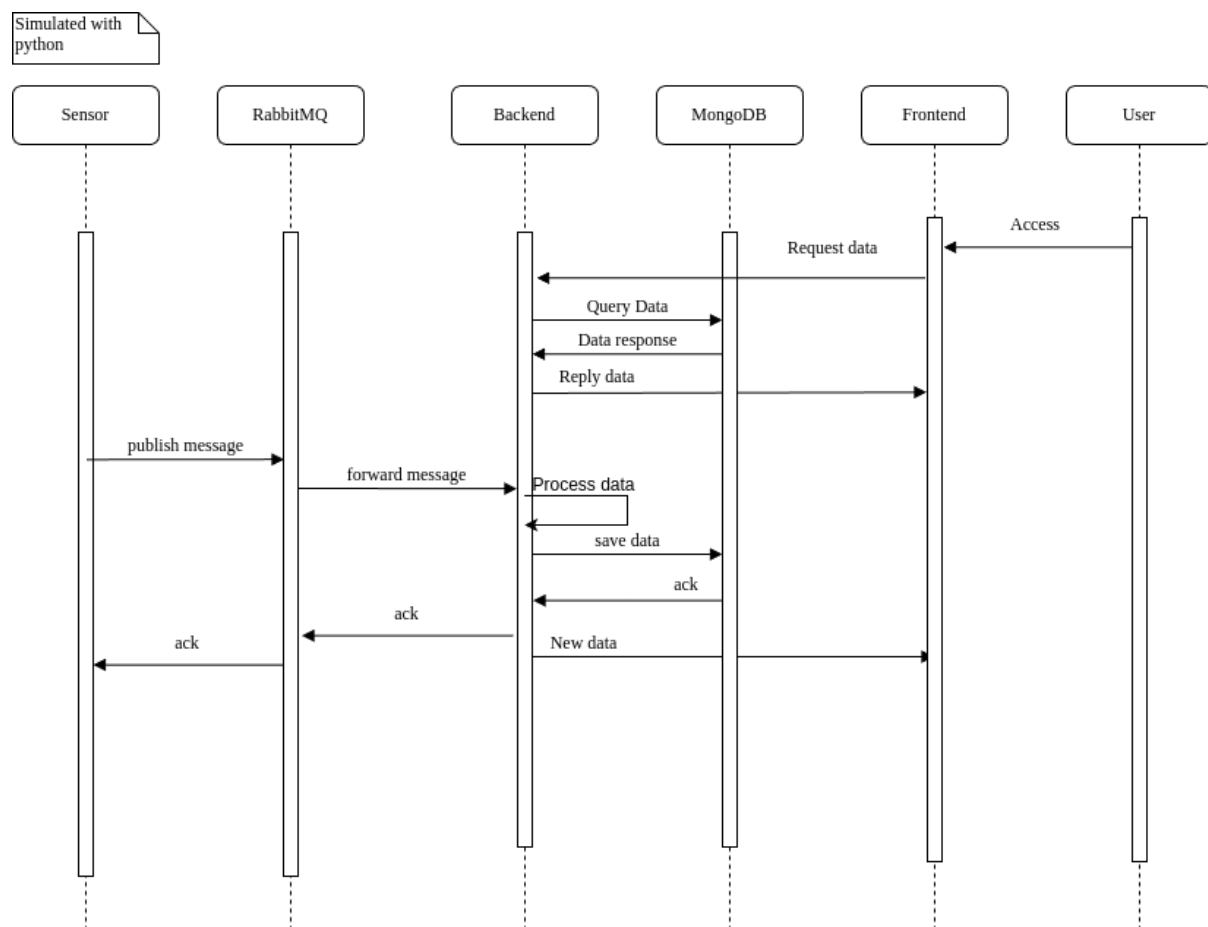 Simulated with
python
Sensor
RabbitMQ
Backend
MongoDB
Frontend
User
Access
Request data
Query Data
Data response
Reply data
publish message
forward message
Process data
save data
ack
ack
ack
New data